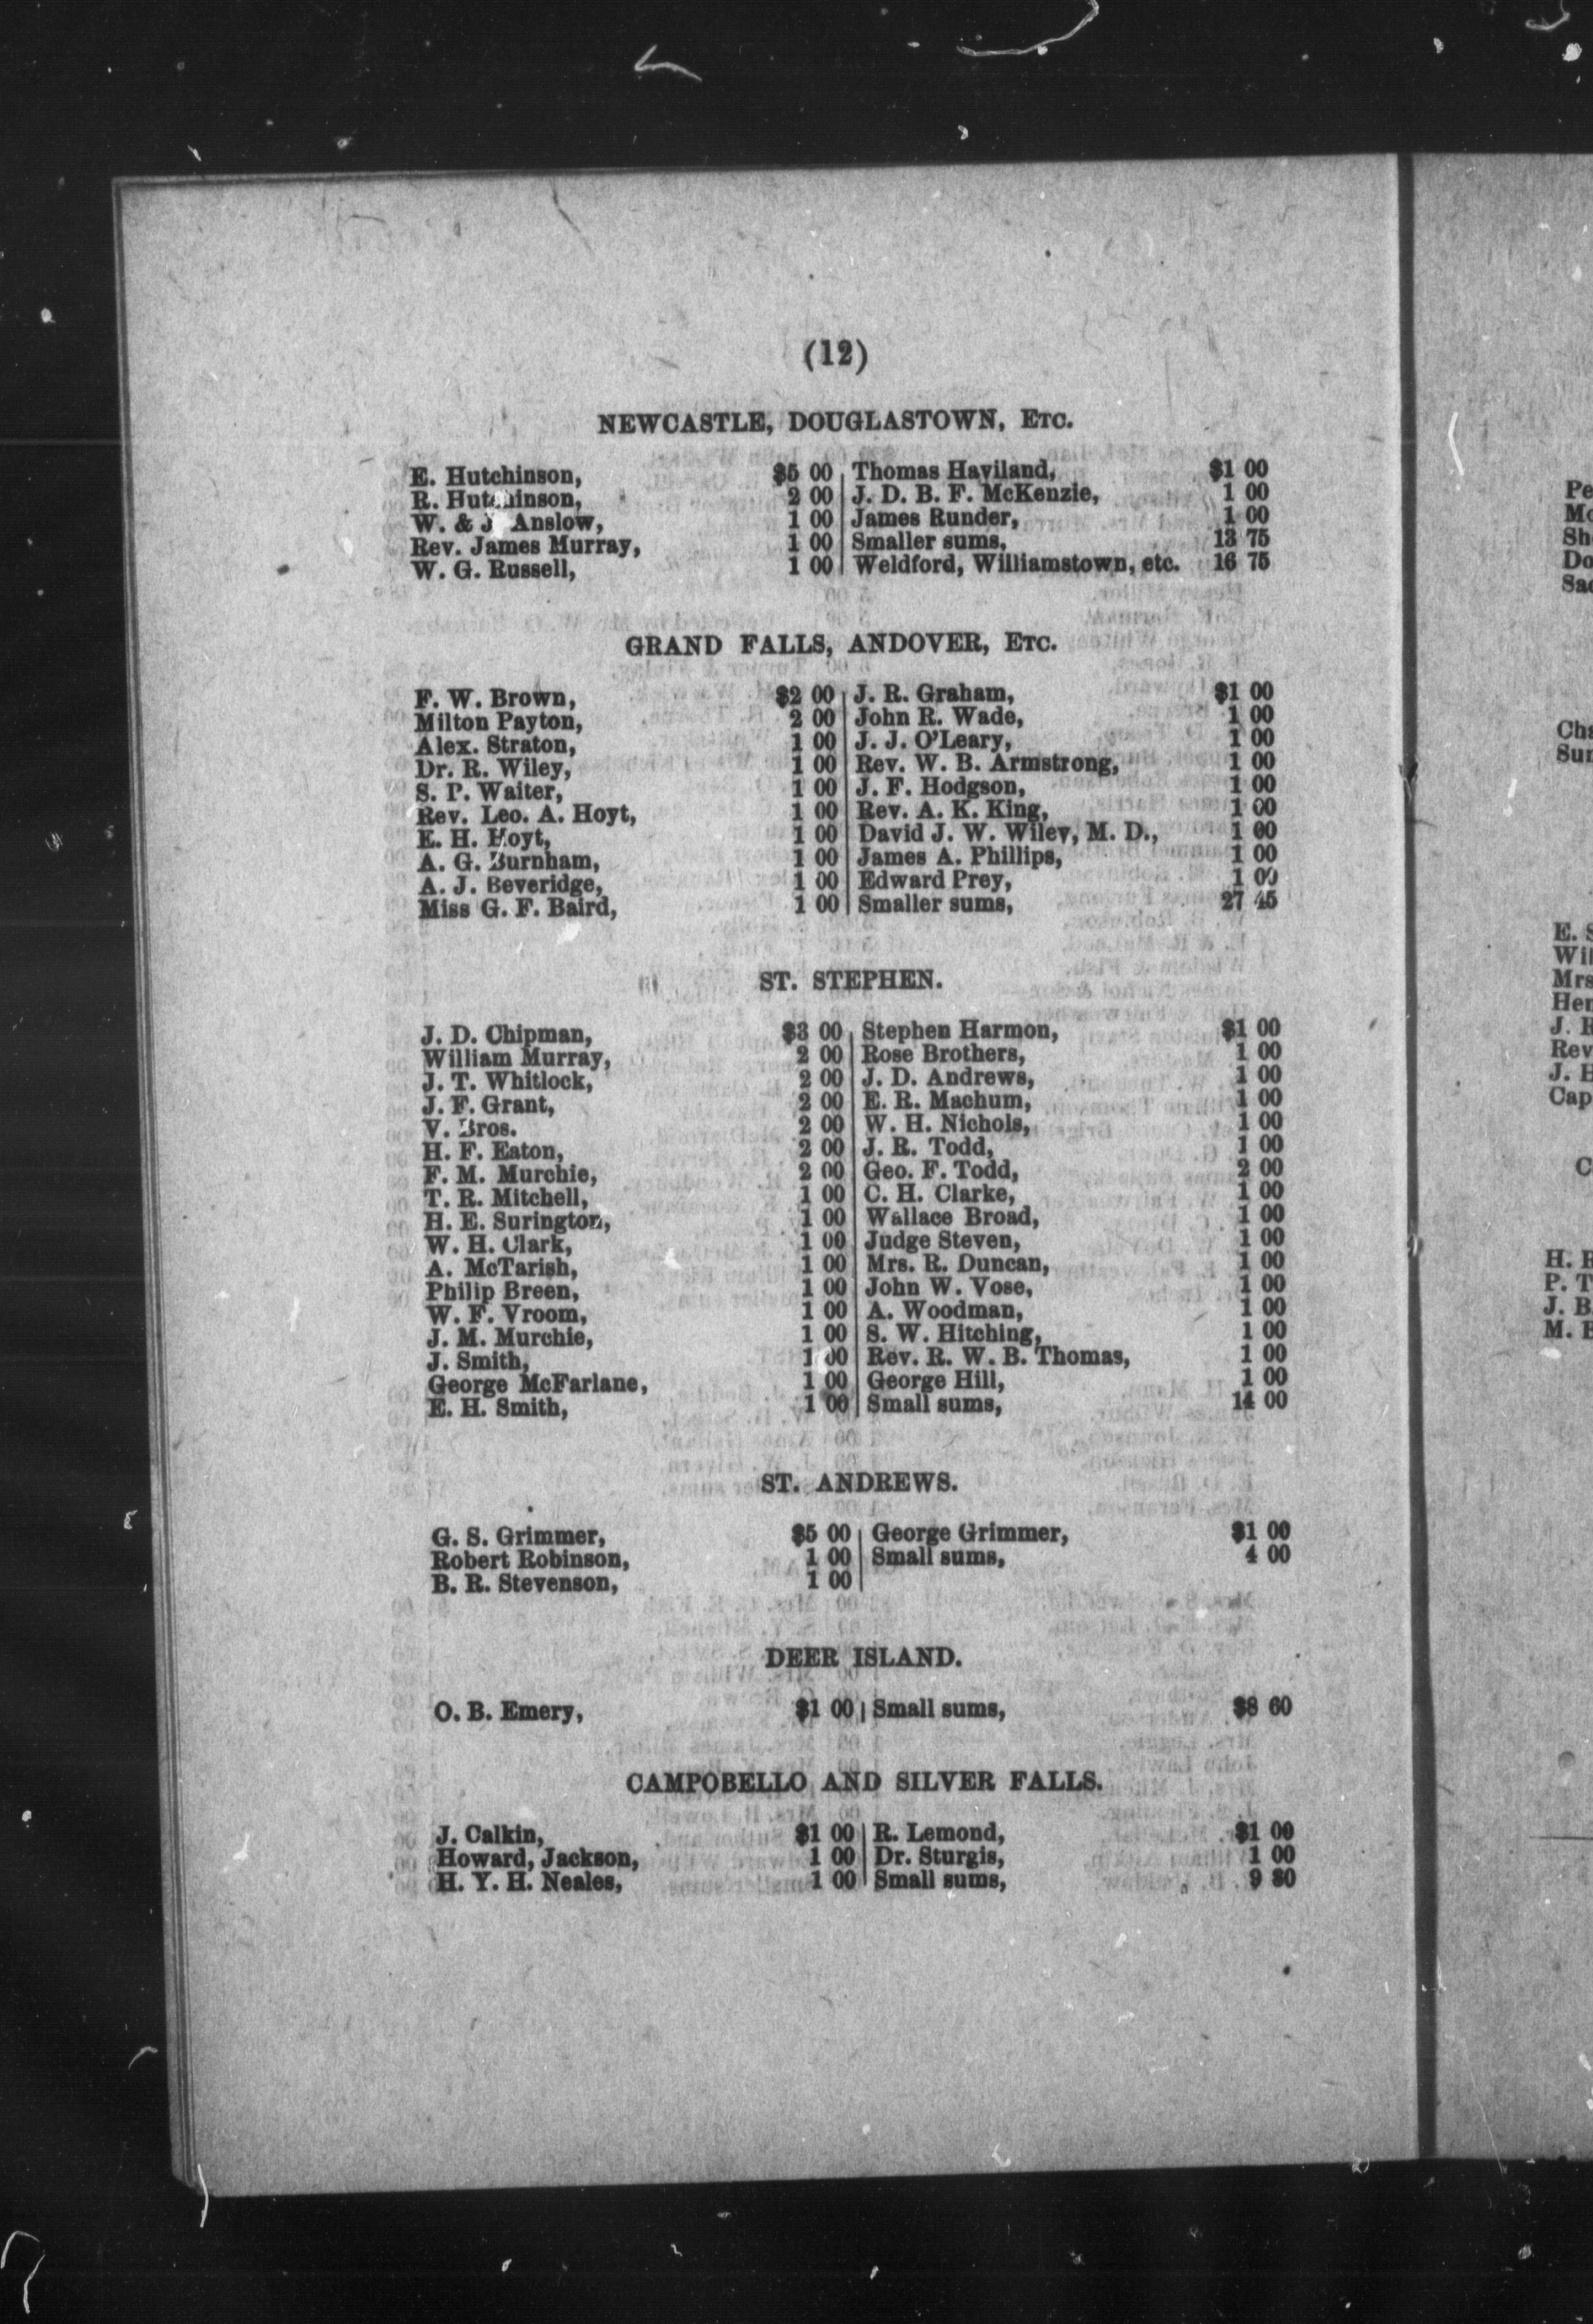 (12)
NEWCASTLE, DOUGLASTOWN, ETC.
E. Hutchinson, $5 00
R. Hutchinson, 2 00
W. & J Anslow, 1 00
Rev. James Murray, 1 00
W. G. Russell, 1 00
Thomas Haviland, $1 00
J. D. B. F. McKenzie, 1 00
James Runder, 1 00
Smaller sums, 13 75
Weldford, Williamstown, etc. 16 75
GRAND FALLS, ANDOVER, ETC.
F. W. Brown, $2 00
Milton Payton, 2 00
Alex. Straton, 1 00
Dr. R. Wiley, 1 00
S. P. Waiter, 1 00
Rev. Leo. A. Hoyt, 1 00
E. H. Hoyt, 1 00
A. G. Burnham, 1 00
A. J. Beveridge, 1 00
Miss G. F. Baird, 1 00
J. R. Graham, $1 00
John R. Wade, 1 00
J. J. O'Leary, 1 00
Rev. W. B. Armstrong, 1 00
J. F. Hodgson, 1 00
Rev. A. K. King, 1 00
David J. W. Wiley, M. D., 1 00
James A. Phillips, 1 00
Edward Prey, 1 00
Smaller sums, 27 45
ST. STEPHEN.
J. D. Chipman, $3 00
William Murray, 2 00
J. T. Whitlock, 2 00
J. F. Grant, 2 00
V. Bros. 2 00
H. F. Eaton, 2 00
F. M. Murchie, 2 00
T. R. Mitchell, 1 00
H. E. Surington, 1 00
W. H. Clark, 1 00
A. McTarish, 1 00
Philip Breen, 1 00
W. F. Vroom, 1 00
J. M. Murchie, 1 00
J. Smith, 1 00
George McFarlane, 1 00
E. H. Smith, 1 00
Stephen Harmon, $1 00
Rose Brothers, 1 00
J. D. Andrews, 1 00
E. R. Machum, 1 00
W. H. Nichols, 1 00
J. R. Todd, 1 00
Geo. F. Todd, 2 00
C. H. Clarke, 1 00
Wallace Broad, 1 00
Judge Steven, 1 00
Mrs. R. Duncan, 1 00
John W. Vose, 1 00
A. Woodman, 1 00
S. W. Hitching, 1 00
Rev. R. W. B. Thomas, 1 00
George Hill, 1 00
Small sums, 14 00
ST. ANDREWS.
G. S. Grimmer, $5 00
Robert Robinson, 1 00
B. R. Stevenson, 1 00
George Grimmer, $1 00
Small sums, 4 00
DEER ISLAND.
O. B. Emery, $1 00
Small sums, $8 60
CAMPOBELLO AND SILVER FALLS.
J. Calkin, $1 00
Howard, Jackson, 1 00
H. Y. H. Neales, 1 00
R. Lemond, $1 00
Dr. Sturgis, 1 00
Small sums, 9 80